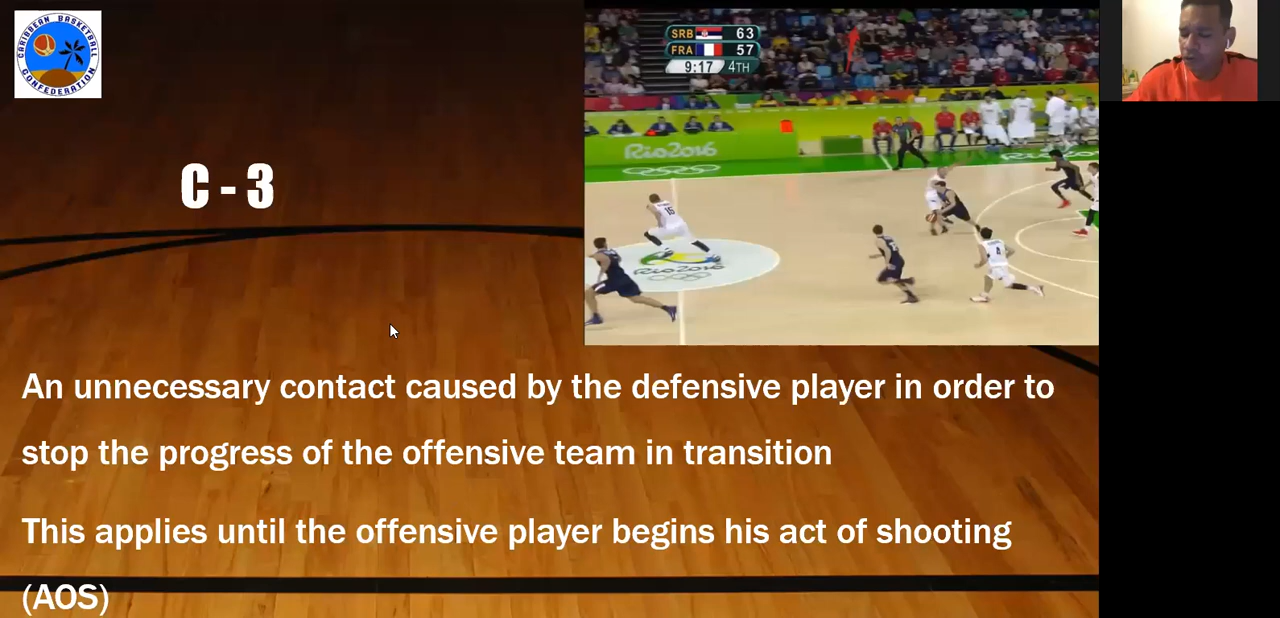 CARIBBEAN BASKETBALL
CONFEDERATION
SRB 63
FRA 57
9:17 4TH
Rio2016
Rio2016
15
Rio2016
8
C - 3
An unnecessary contact caused by the defensive player in order to
stop the progress of the offensive team in transition
This applies until the offensive player begins his act of shooting
(AOS)